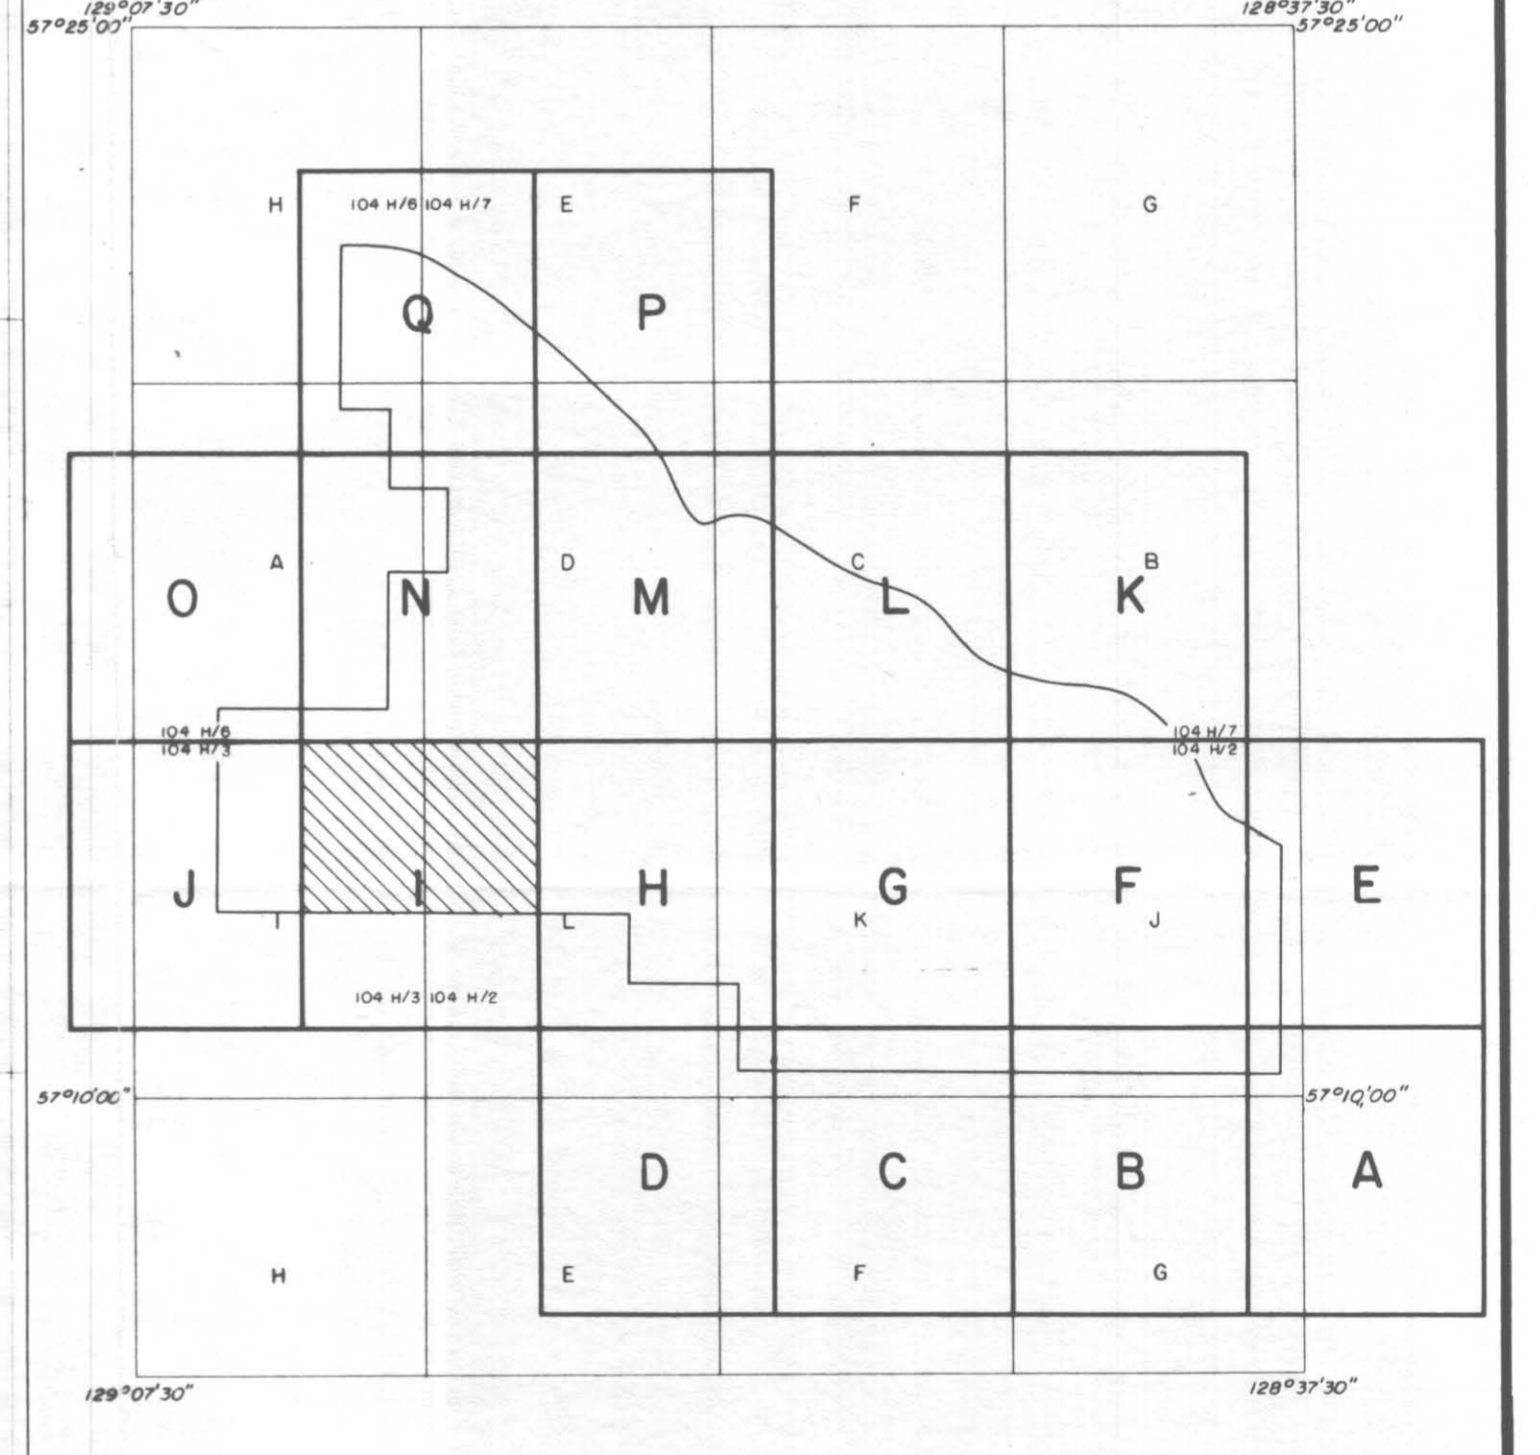 129°07'30" 128°37'30"
57°25'00" 57°25'00"
H 104 H/6 104 H/7 E F G
Q P
A D C B
O N M L K
104 H/6 104 H/7
104 H/3 104 H/2
J I H G F E
I L K J
104 H/3 104 H/2
57°10'00" 57°10'00"
D C B A
H E F G
129°07'30" 128°37'30"